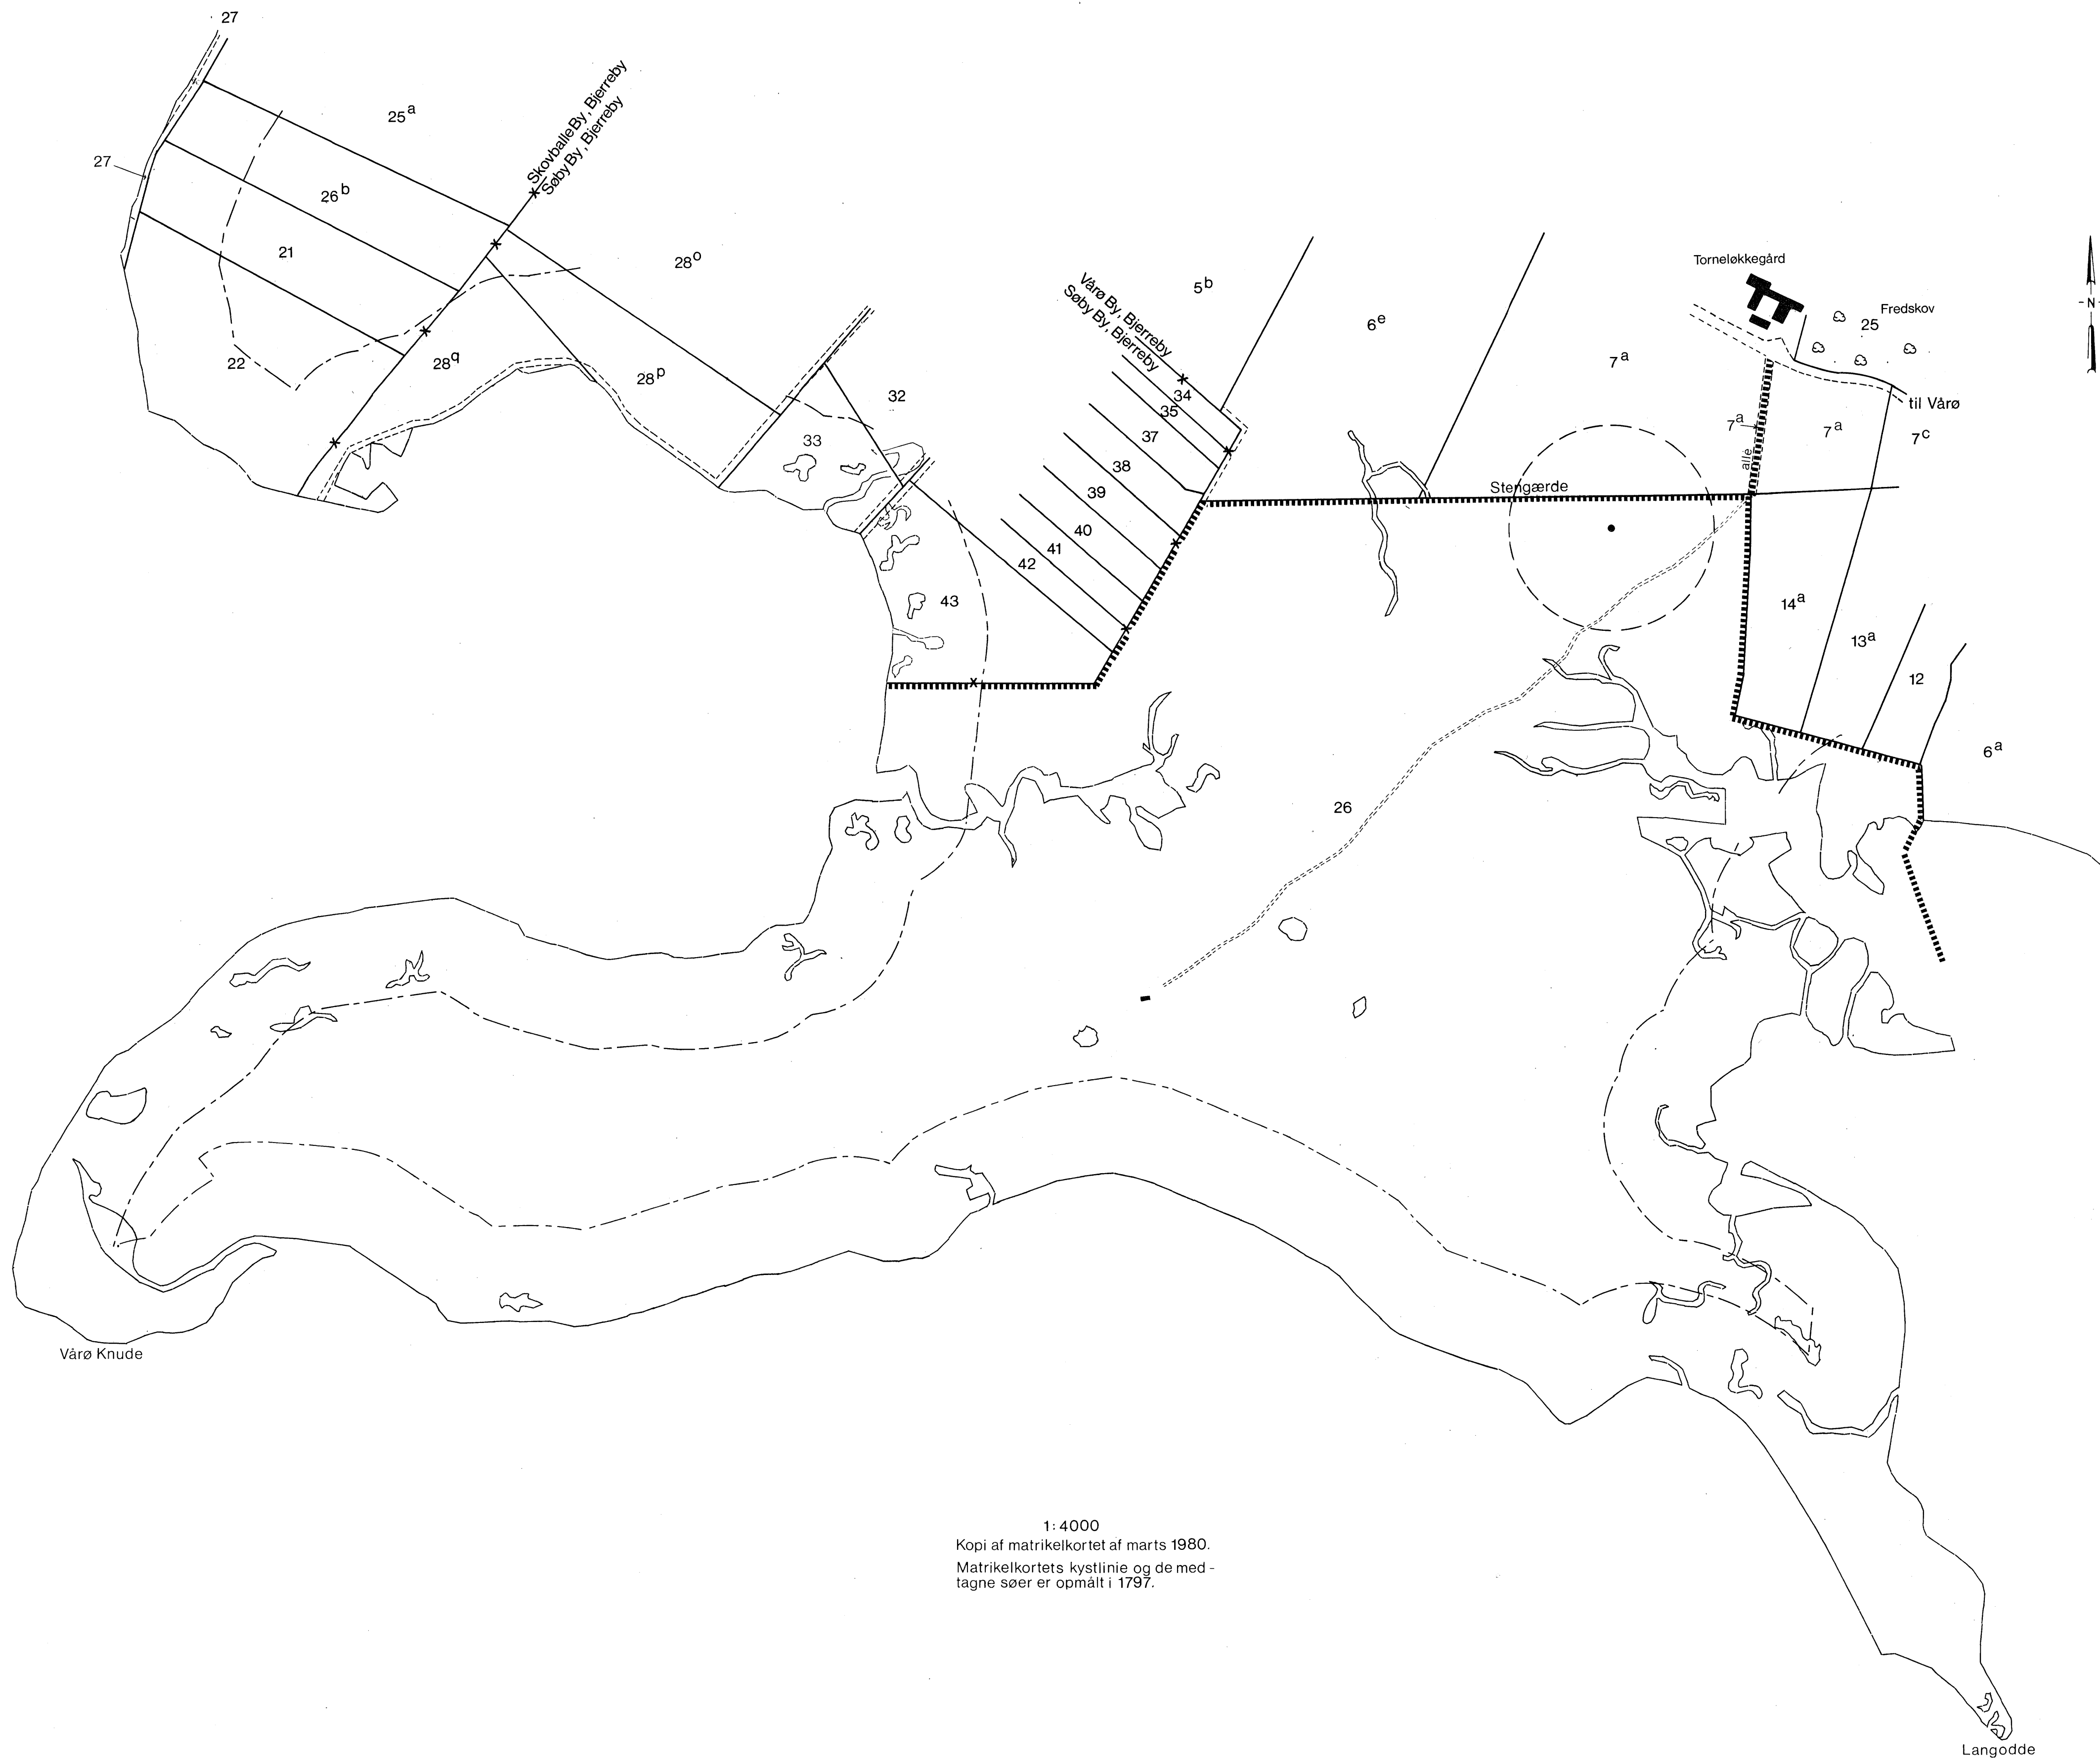 27
25a
Skovballe By, Bjerreby
Søby By, Bjerreby
27
26b
21
28o
22
28q
28p
32
33
Vårø By, Bjerreby
Søby By, Bjerreby
5b
6e
7a
Torneløkkegård
Fredskov
25
N
til Vårø
34
35
37
38
39
40
41
42
43
7a
7a
7c
alle
Stengærde
14a
13a
12
6a
26
Vårø Knude
1:4000
Kopi af matrikelkortet af marts 1980.
Matrikelkortets kystlinie og de med-
tagne søer er opmålt i 1797.
Langodde